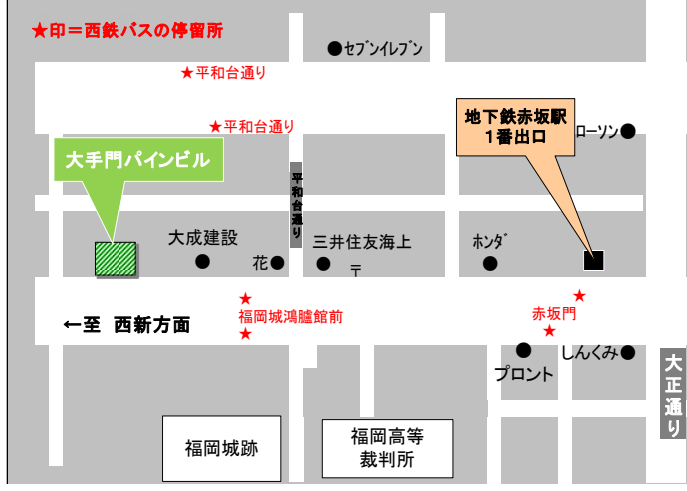 ★印＝西鉄バスの停留所
●セブンイレブン
★平和台通り
★平和台通り
地下鉄赤坂駅
１番出口
ローソン●
大手門パインビル
平和台通り
大成建設
花●
三井住友海上
〒
ホンダ
★
福岡城鴻臚館前
★
←至 西新方面
★
赤坂門
★
プロント
しんくみ●
大正通り
福岡城跡
福岡高等
裁判所